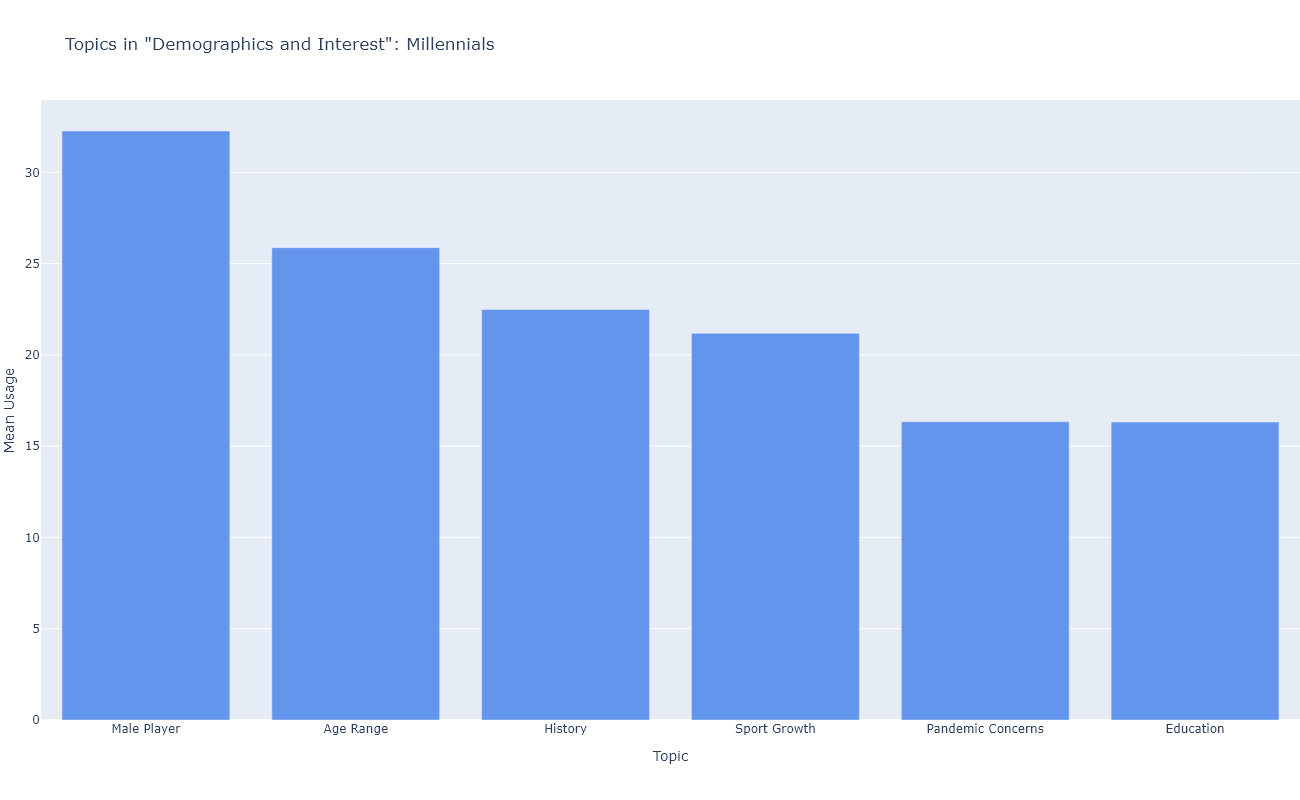 Topics in "Demographics and Interest": Millennials
Mean Usage
30
25
20
15
10
5
0
Male Player
Age Range
History
Sport Growth
Pandemic Concerns
Education
Topic